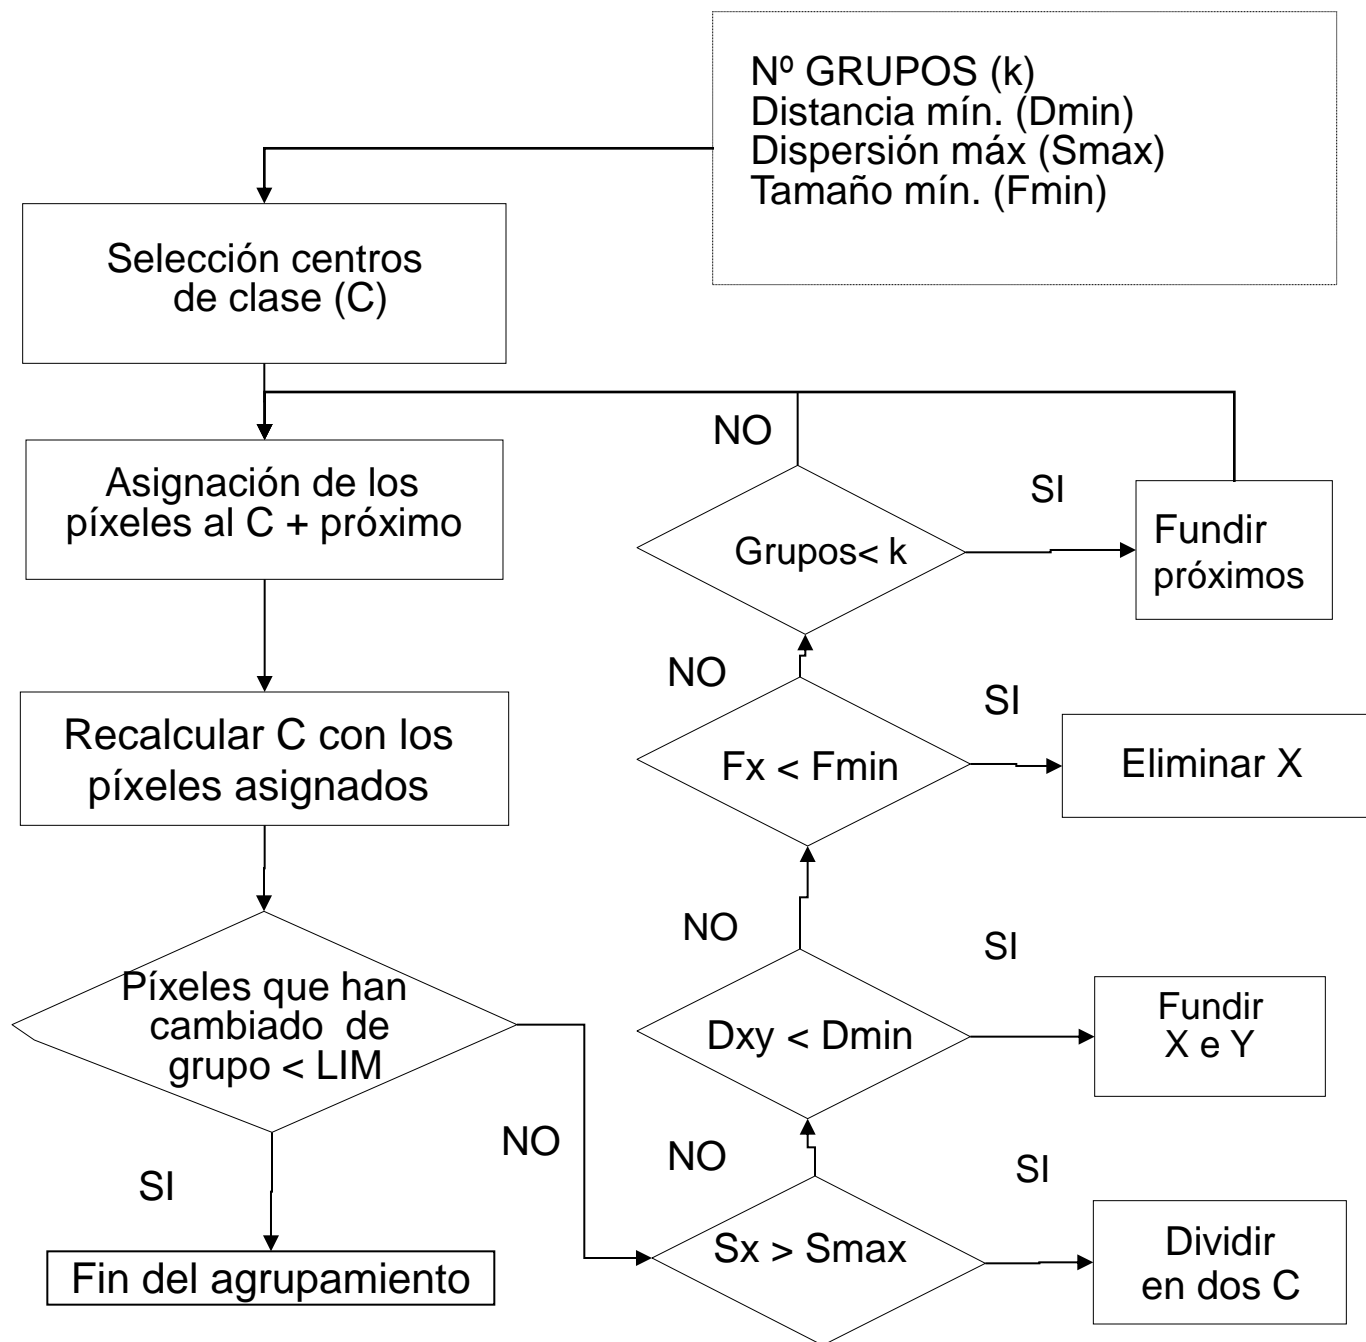 Nº GRUPOS (k)
Distancia mín. (Dmin)
Dispersión máx (Smax)
Tamaño mín. (Fmin)
Selección centros
de clase (C)
Asignación de los
píxeles al C + próximo
Recalcular C con los
píxeles asignados
Píxeles que han
cambiado de
grupo < LIM
SI
NO
Fin del agrupamiento
Sx > Smax
SI
Dividir
en dos C
NO
Dxy < Dmin
SI
Fundir
X e Y
NO
Fx < Fmin
SI
Eliminar X
NO
Grupos< k
SI
Fundir
próximos
NO